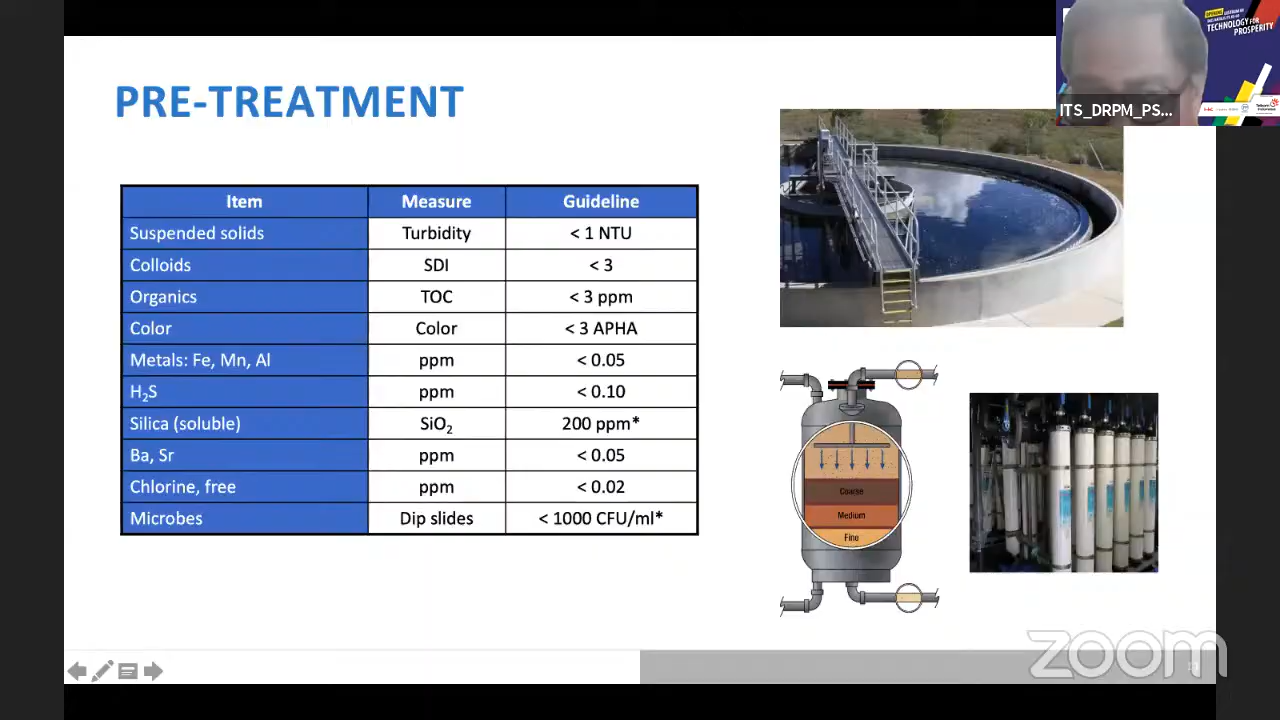 TECHNOLOGY FOR
PROSPERITY
ITS_DRPM_PS...
PRE-TREATMENT
Item Measure Guideline
Suspended solids Turbidity < 1 NTU
Colloids SDI < 3
Organics TOC < 3 ppm
Color Color < 3 APHA
Metals: Fe, Mn, Al ppm < 0.05
H₂S ppm < 0.10
Silica (soluble) SiO₂ 200 ppm*
Ba, Sr ppm < 0.05
Chlorine, free ppm < 0.02
Microbes Dip slides < 1000 CFU/ml*
Coarse
Medium
Fine
zoom